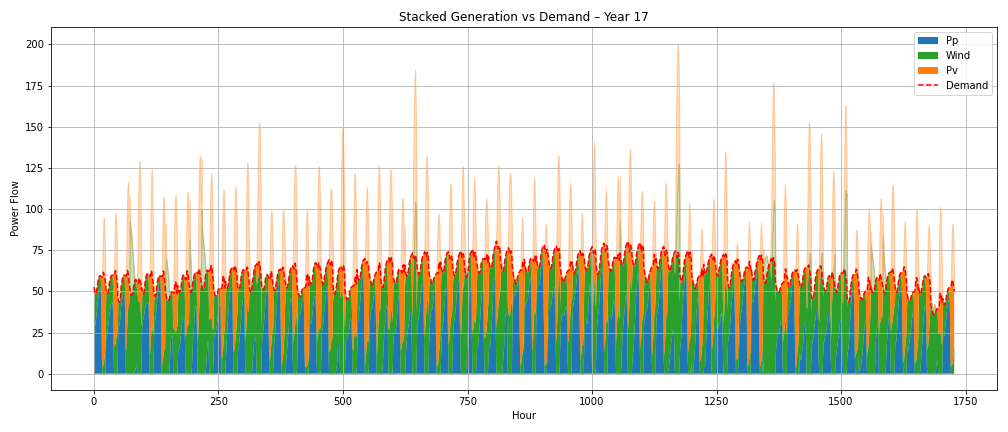 Stacked Generation vs Demand – Year 17
Power Flow
200
175
150
125
100
75
50
25
0
Pp
Wind
Pv
Demand
0 250 500 750 1000 1250 1500 1750
Hour